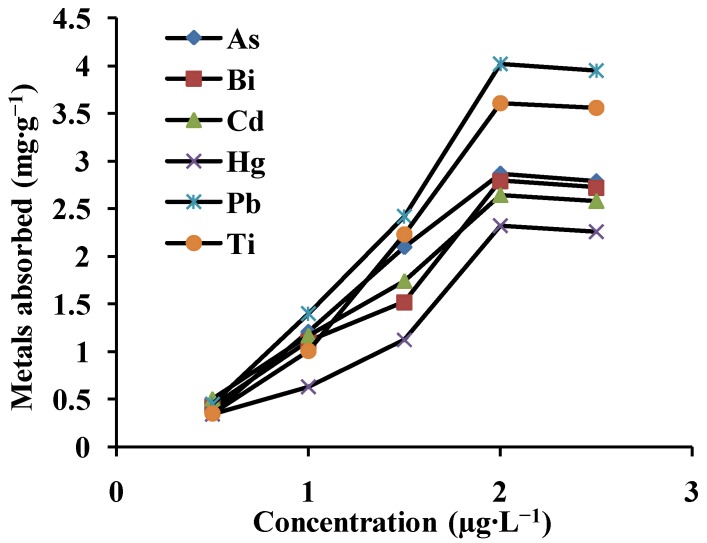 4.5
4
3.5
3
2.5
2
1.5
1
0.5
0
Metals absorbed (mg·g⁻¹)
As
Bi
Cd
Hg
Pb
Ti
0 1 2 3
Concentration (µg·L⁻¹)